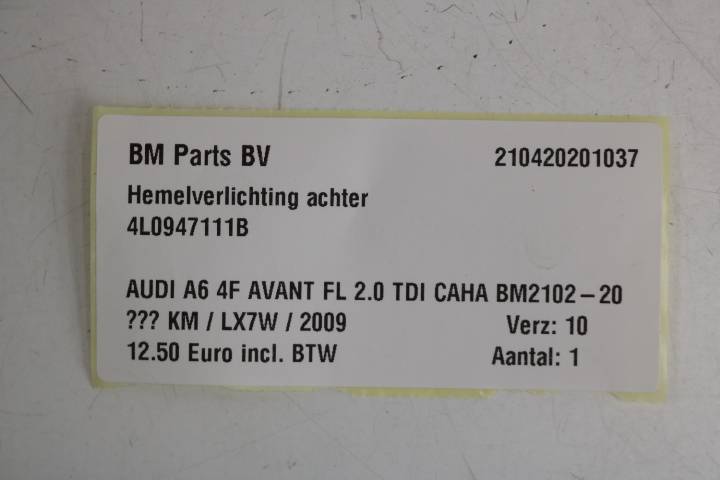 BM Parts BV 210420201037
Hemelverlichting achter
4L0947111B
AUDI A6 4F AVANT FL 2.0 TDI CAHA BM2102-20
??? KM / LX7W / 2009 Verz: 10
12.50 Euro incl. BTW Aantal: 1